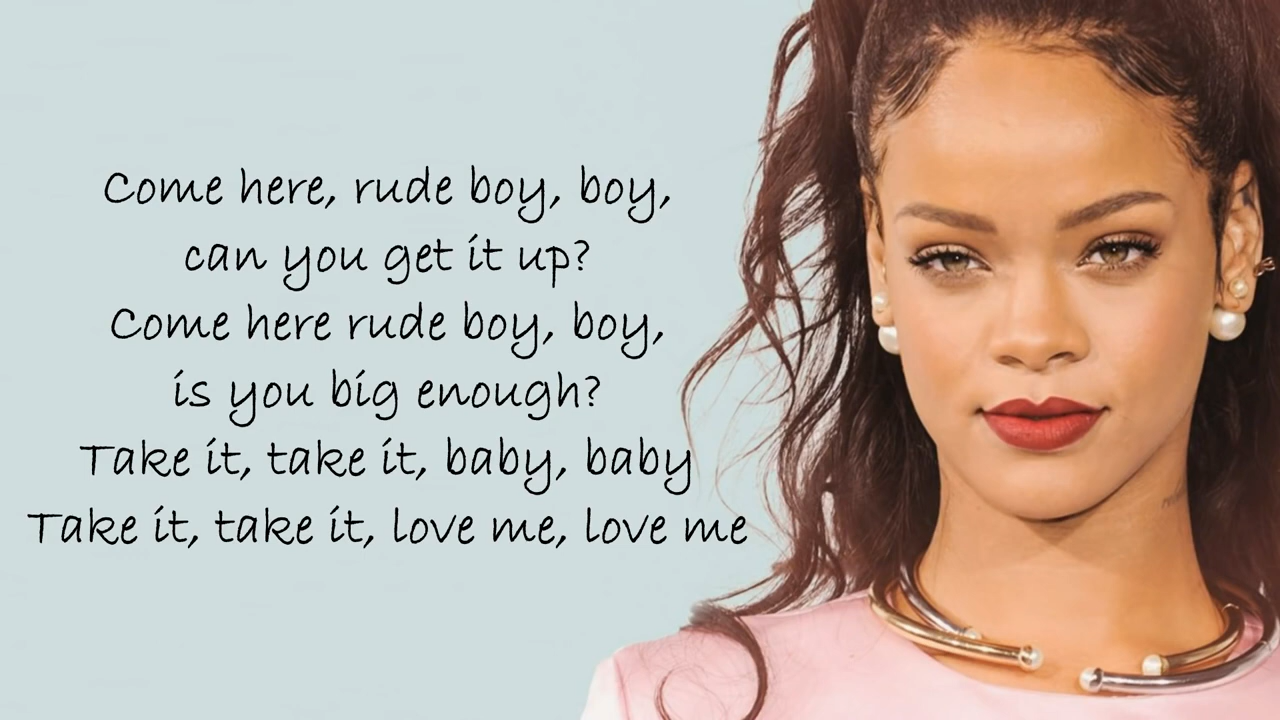 Come here, rude boy, boy,
can you get it up?
Come here rude boy, boy,
is you big enough?
Take it, take it, baby, baby
Take it, take it, love me, love me